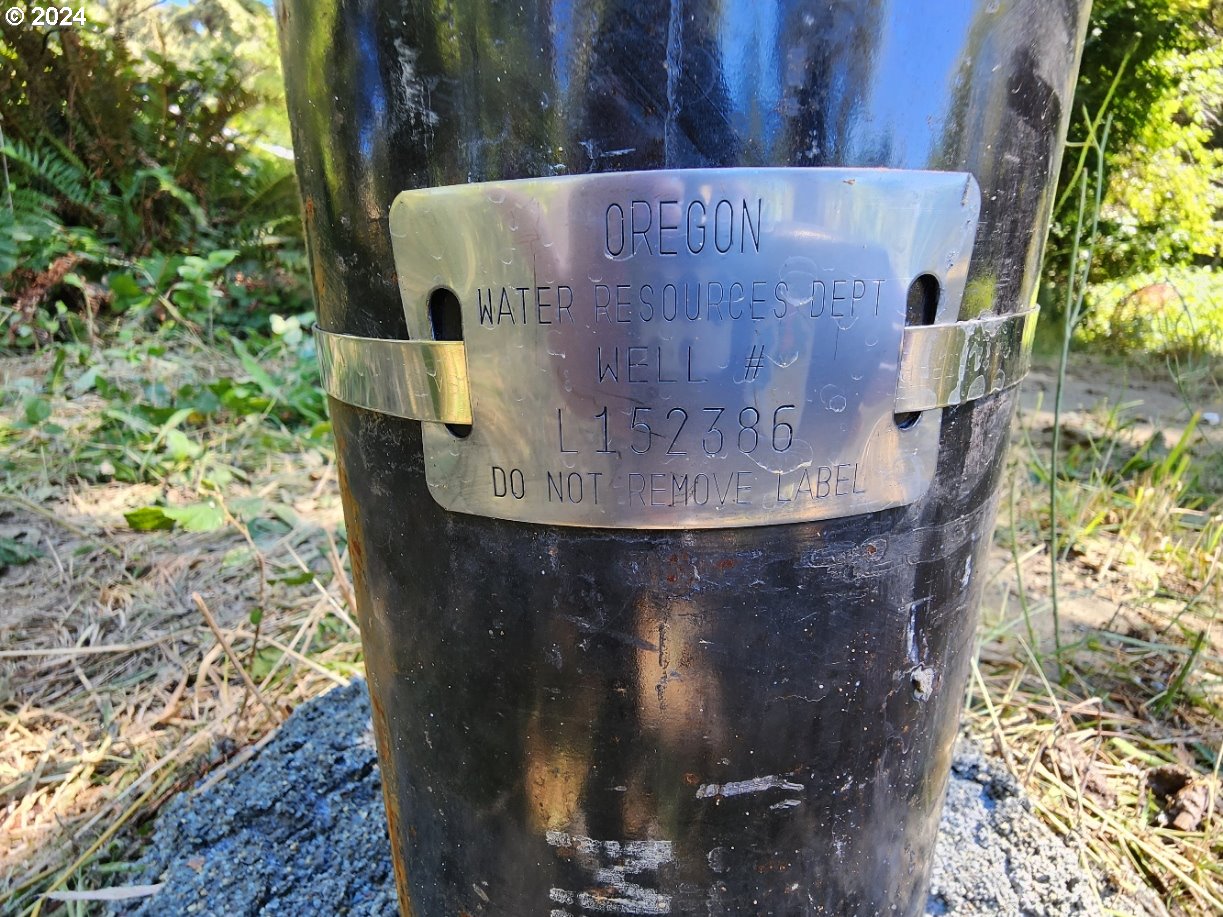 © 2024
OREGON
WATER RESOURCES DEPT
WELL #
L152386
DO NOT REMOVE LABEL